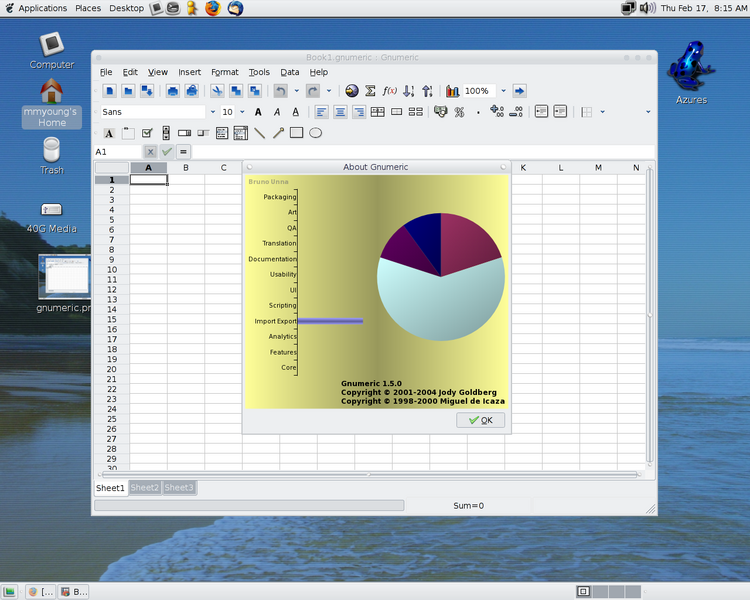 Applications Places Desktop Thu Feb 17, 8:15 AM
Computer
mmyoung's
Home
Trash
40G Media
gnumeric.pr
Azures
Book1.gnumeric : Gnumeric
File Edit View Insert Format Tools Data Help
f(x) 100%
Sans 10 A A A %
A
A1 =
A B C K L M N
1
2
3
4
5
6
7
8
9
10
11
12
13
14
15
16
17
18
19
20
21
22
23
24
25
26
27
28
29
30
About Gnumeric
Bruno Unna
Packaging
Art
QA
Translation
Documentation
Usability
UI
Scripting
Import Export
Analytics
Features
Core
Gnumeric 1.5.0
Copyright © 2001-2004 Jody Goldberg
Copyright © 1998-2000 Miguel de Icaza
OK
Sheet1 Sheet2 Sheet3
Sum=0
[... B...